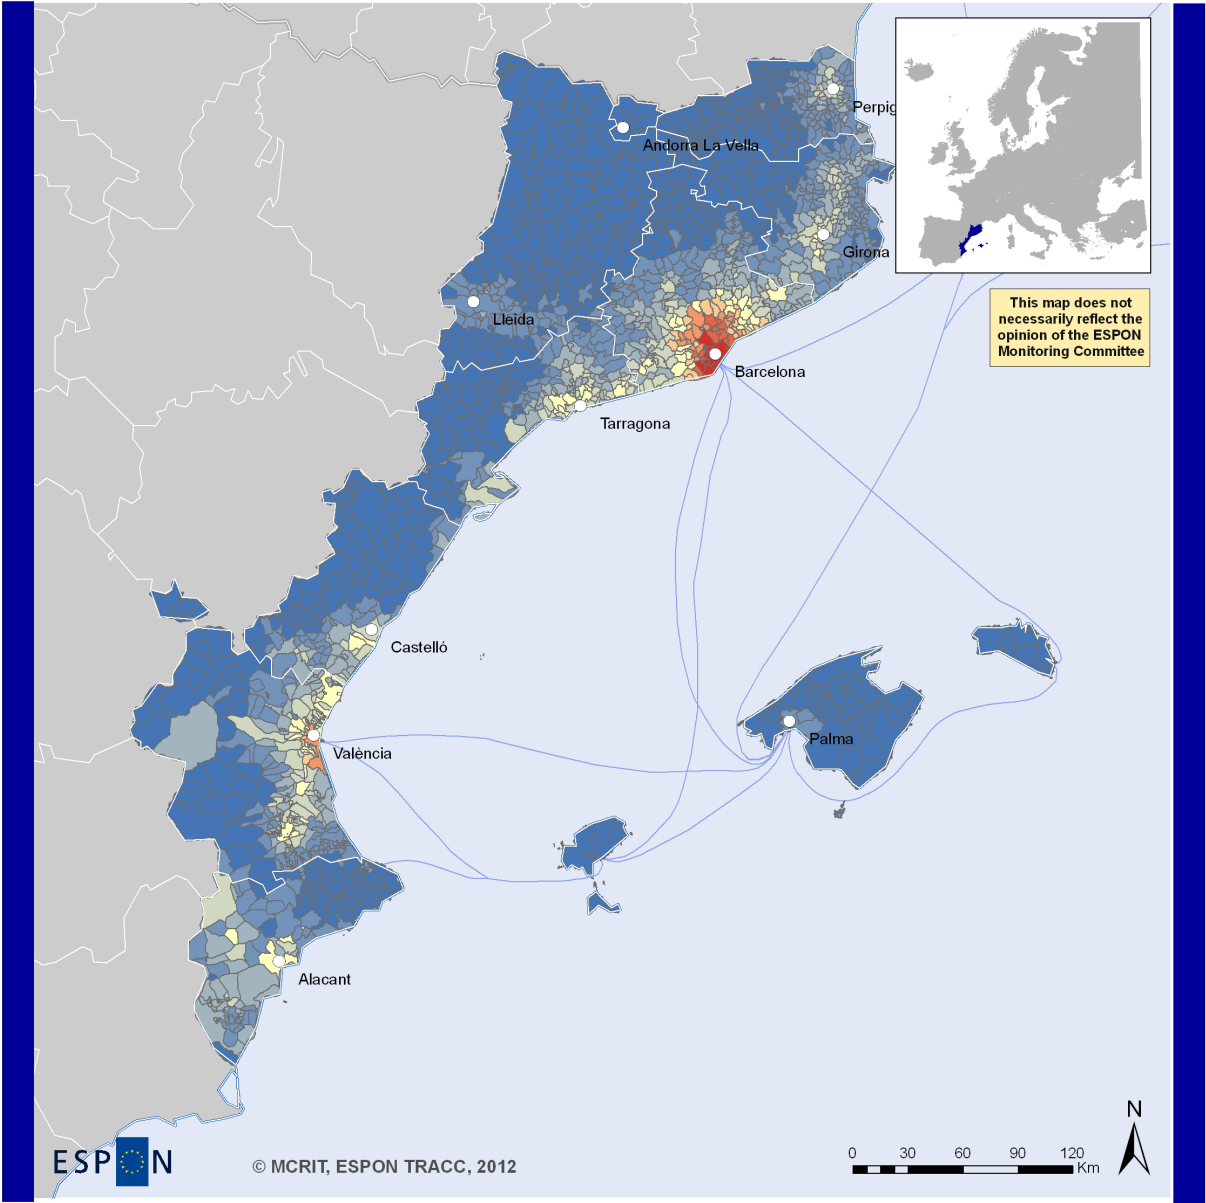 Perpig
Andorra La Vella
Girona
This map does not
necessarily reflect the
opinion of the ESPON
Monitoring Committee
Lleida
Barcelona
Tarragona
Castelló
Palma
València
Alacant
N
ESPON
© MCRIT, ESPON TRACC, 2012
0 30 60 90 120
Km